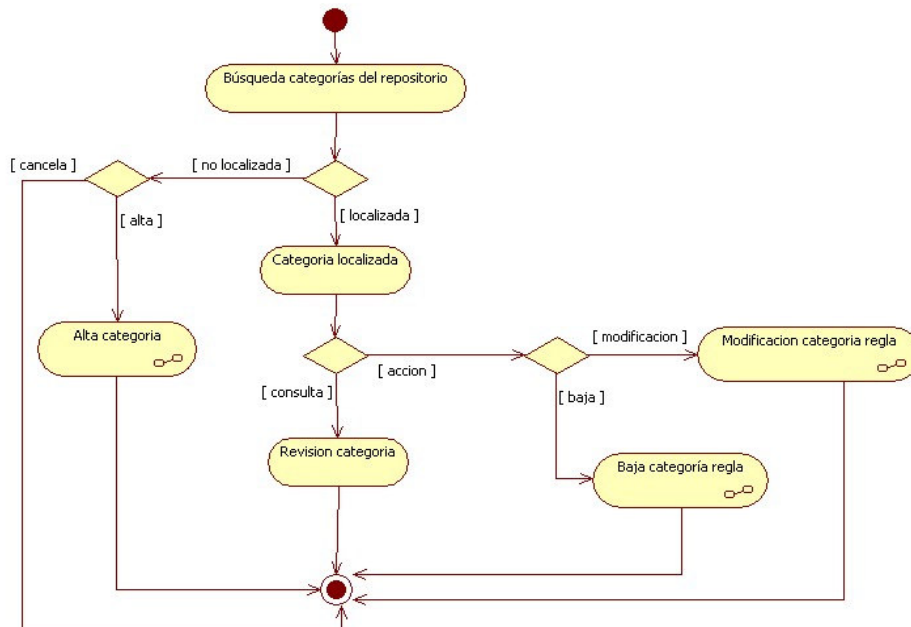 Búsqueda categorías del repositorio
[ cancela ]
[ no localizada ]
[ alta ]
[ localizada ]
Categoria localizada
Alta categoria
[ modificacion ]
Modificacion categoria regla
[ accion ]
[ consulta ]
[ baja ]
Revision categoria
Baja categoría regla